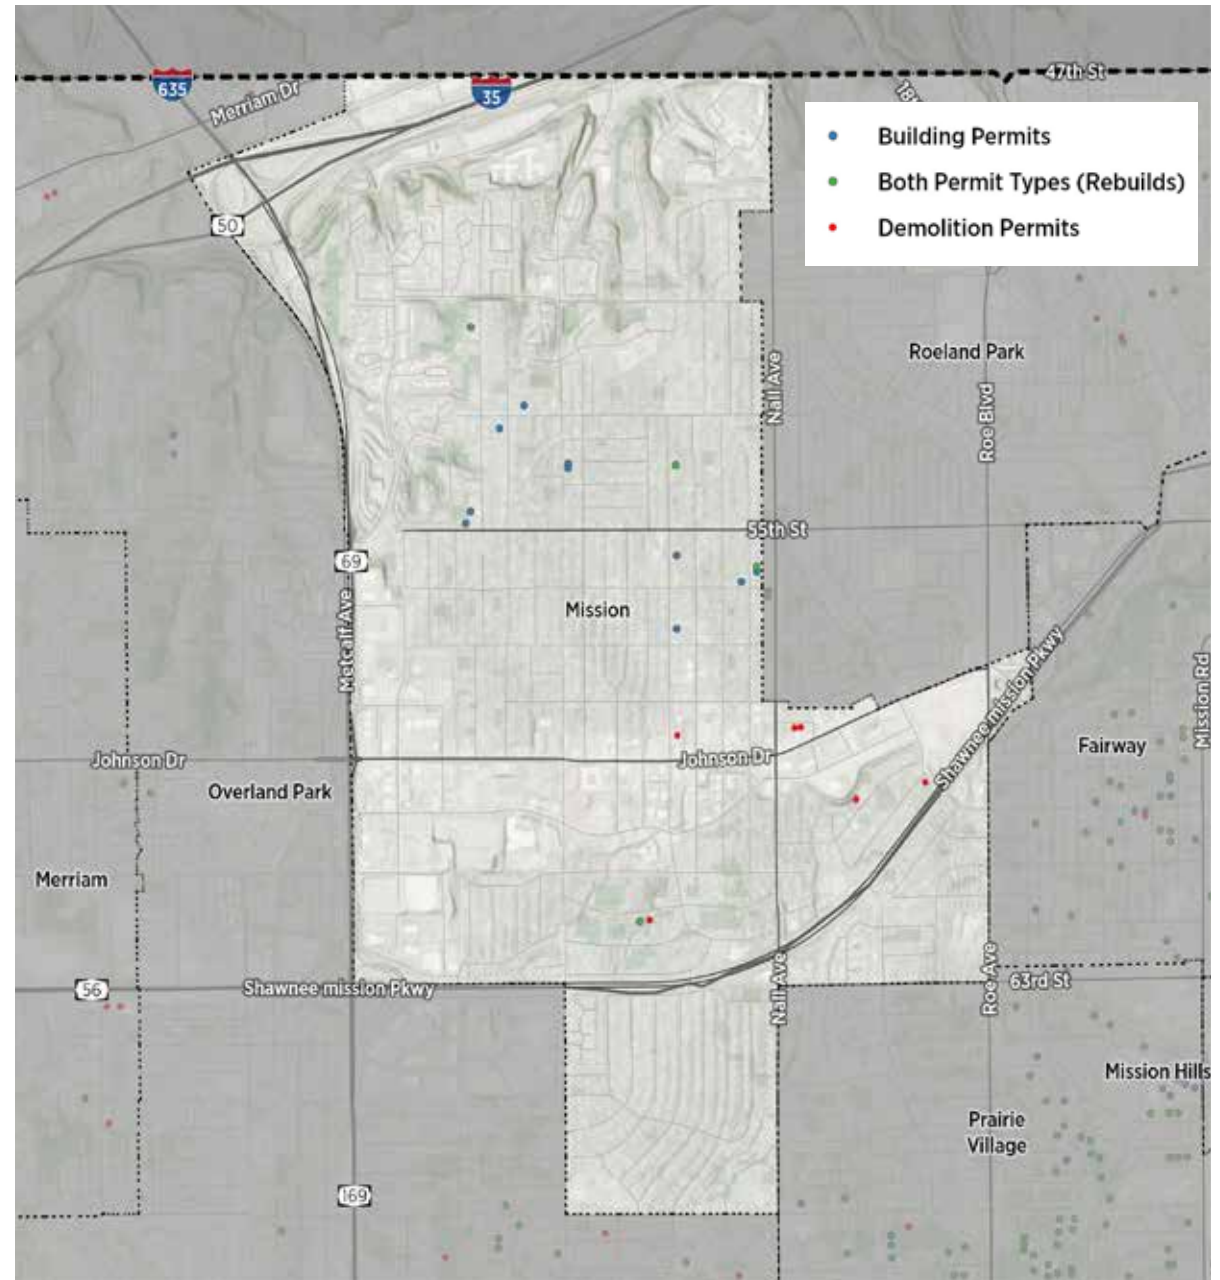 47th St
635
35
Merriam Dr
Building Permits
Both Permit Types (Rebuilds)
Demolition Permits
50
Roeland Park
Nall Ave
Roe Blvd
55th St
69
Mission
Metcalf Ave
Shawnee mission Pkwy
Mission Rd
Fairway
Johnson Dr
Johnson Dr
Overland Park
Merriam
Nall Ave
Roe Ave
63rd St
56
Shawnee mission Pkwy
Mission Hills
Prairie
Village
169